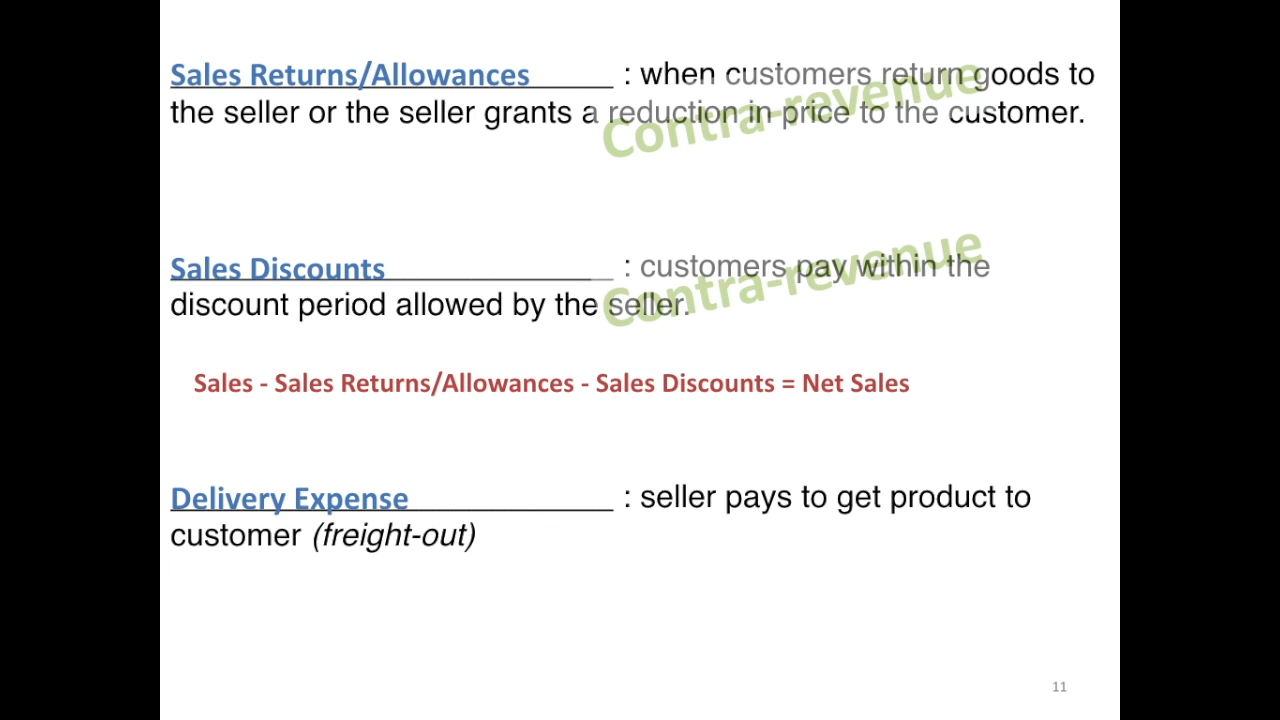 Sales Returns/Allowances : when customers return goods to
the seller or the seller grants a reduction in price to the customer.
Contra-revenue
Sales Discounts : customers pay within the
discount period allowed by the seller.
Contra-revenue
Sales - Sales Returns/Allowances - Sales Discounts = Net Sales
Delivery Expense : seller pays to get product to
customer (freight-out)
11